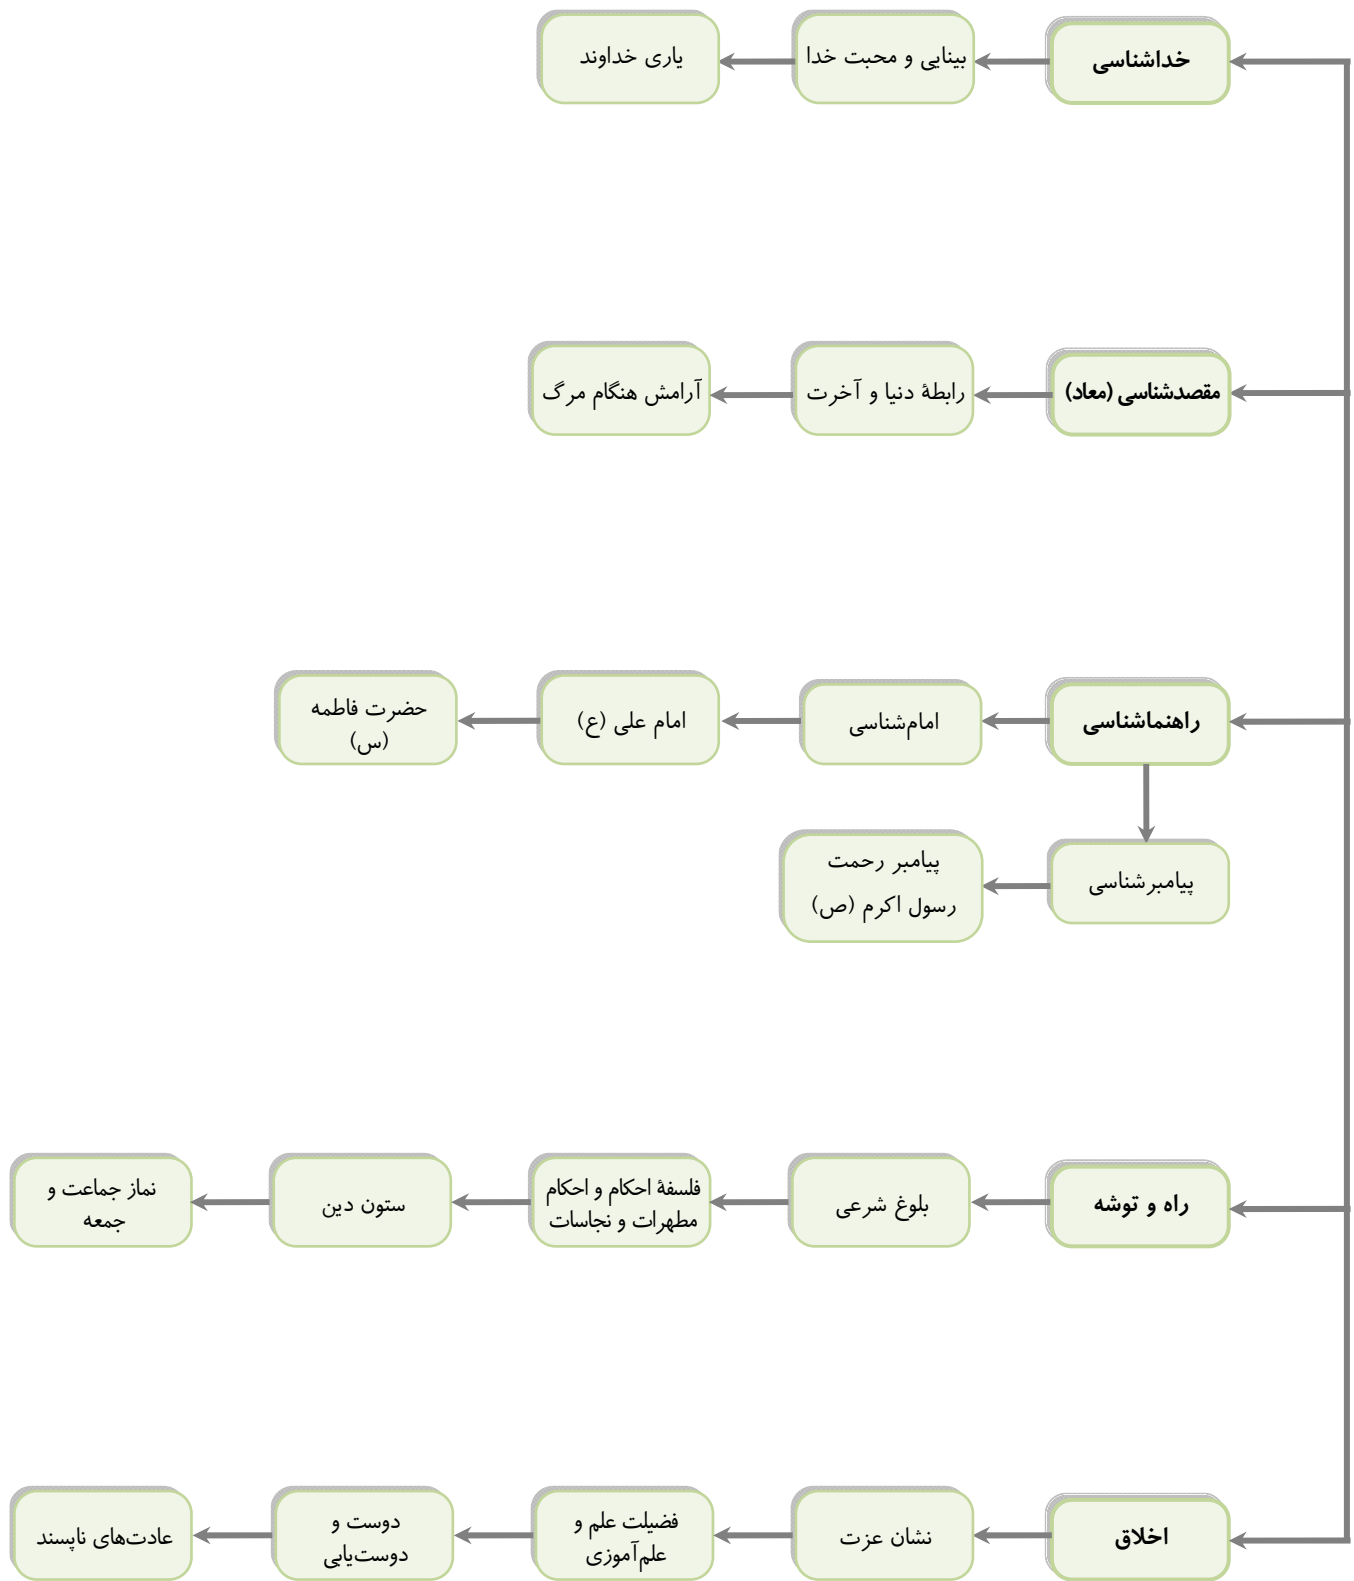 خداشناسی
بینایی و محبت خدا
یاری خداوند
مقصدشناسی (معاد)
رابطهٔ دنیا و آخرت
آرامش هنگام مرگ
راهنماشناسی
امام‌شناسی
امام علی (ع)
حضرت فاطمه
(س)
پیامبرشناسی
پیامبر رحمت
رسول اکرم (ص)
راه و توشه
بلوغ شرعی
فلسفهٔ احکام و احکام
مطهرات و نجاسات
ستون دین
نماز جماعت و
جمعه
اخلاق
نشان عزت
فضیلت علم و
علم‌آموزی
دوست و
دوست‌یابی
عادت‌های ناپسند